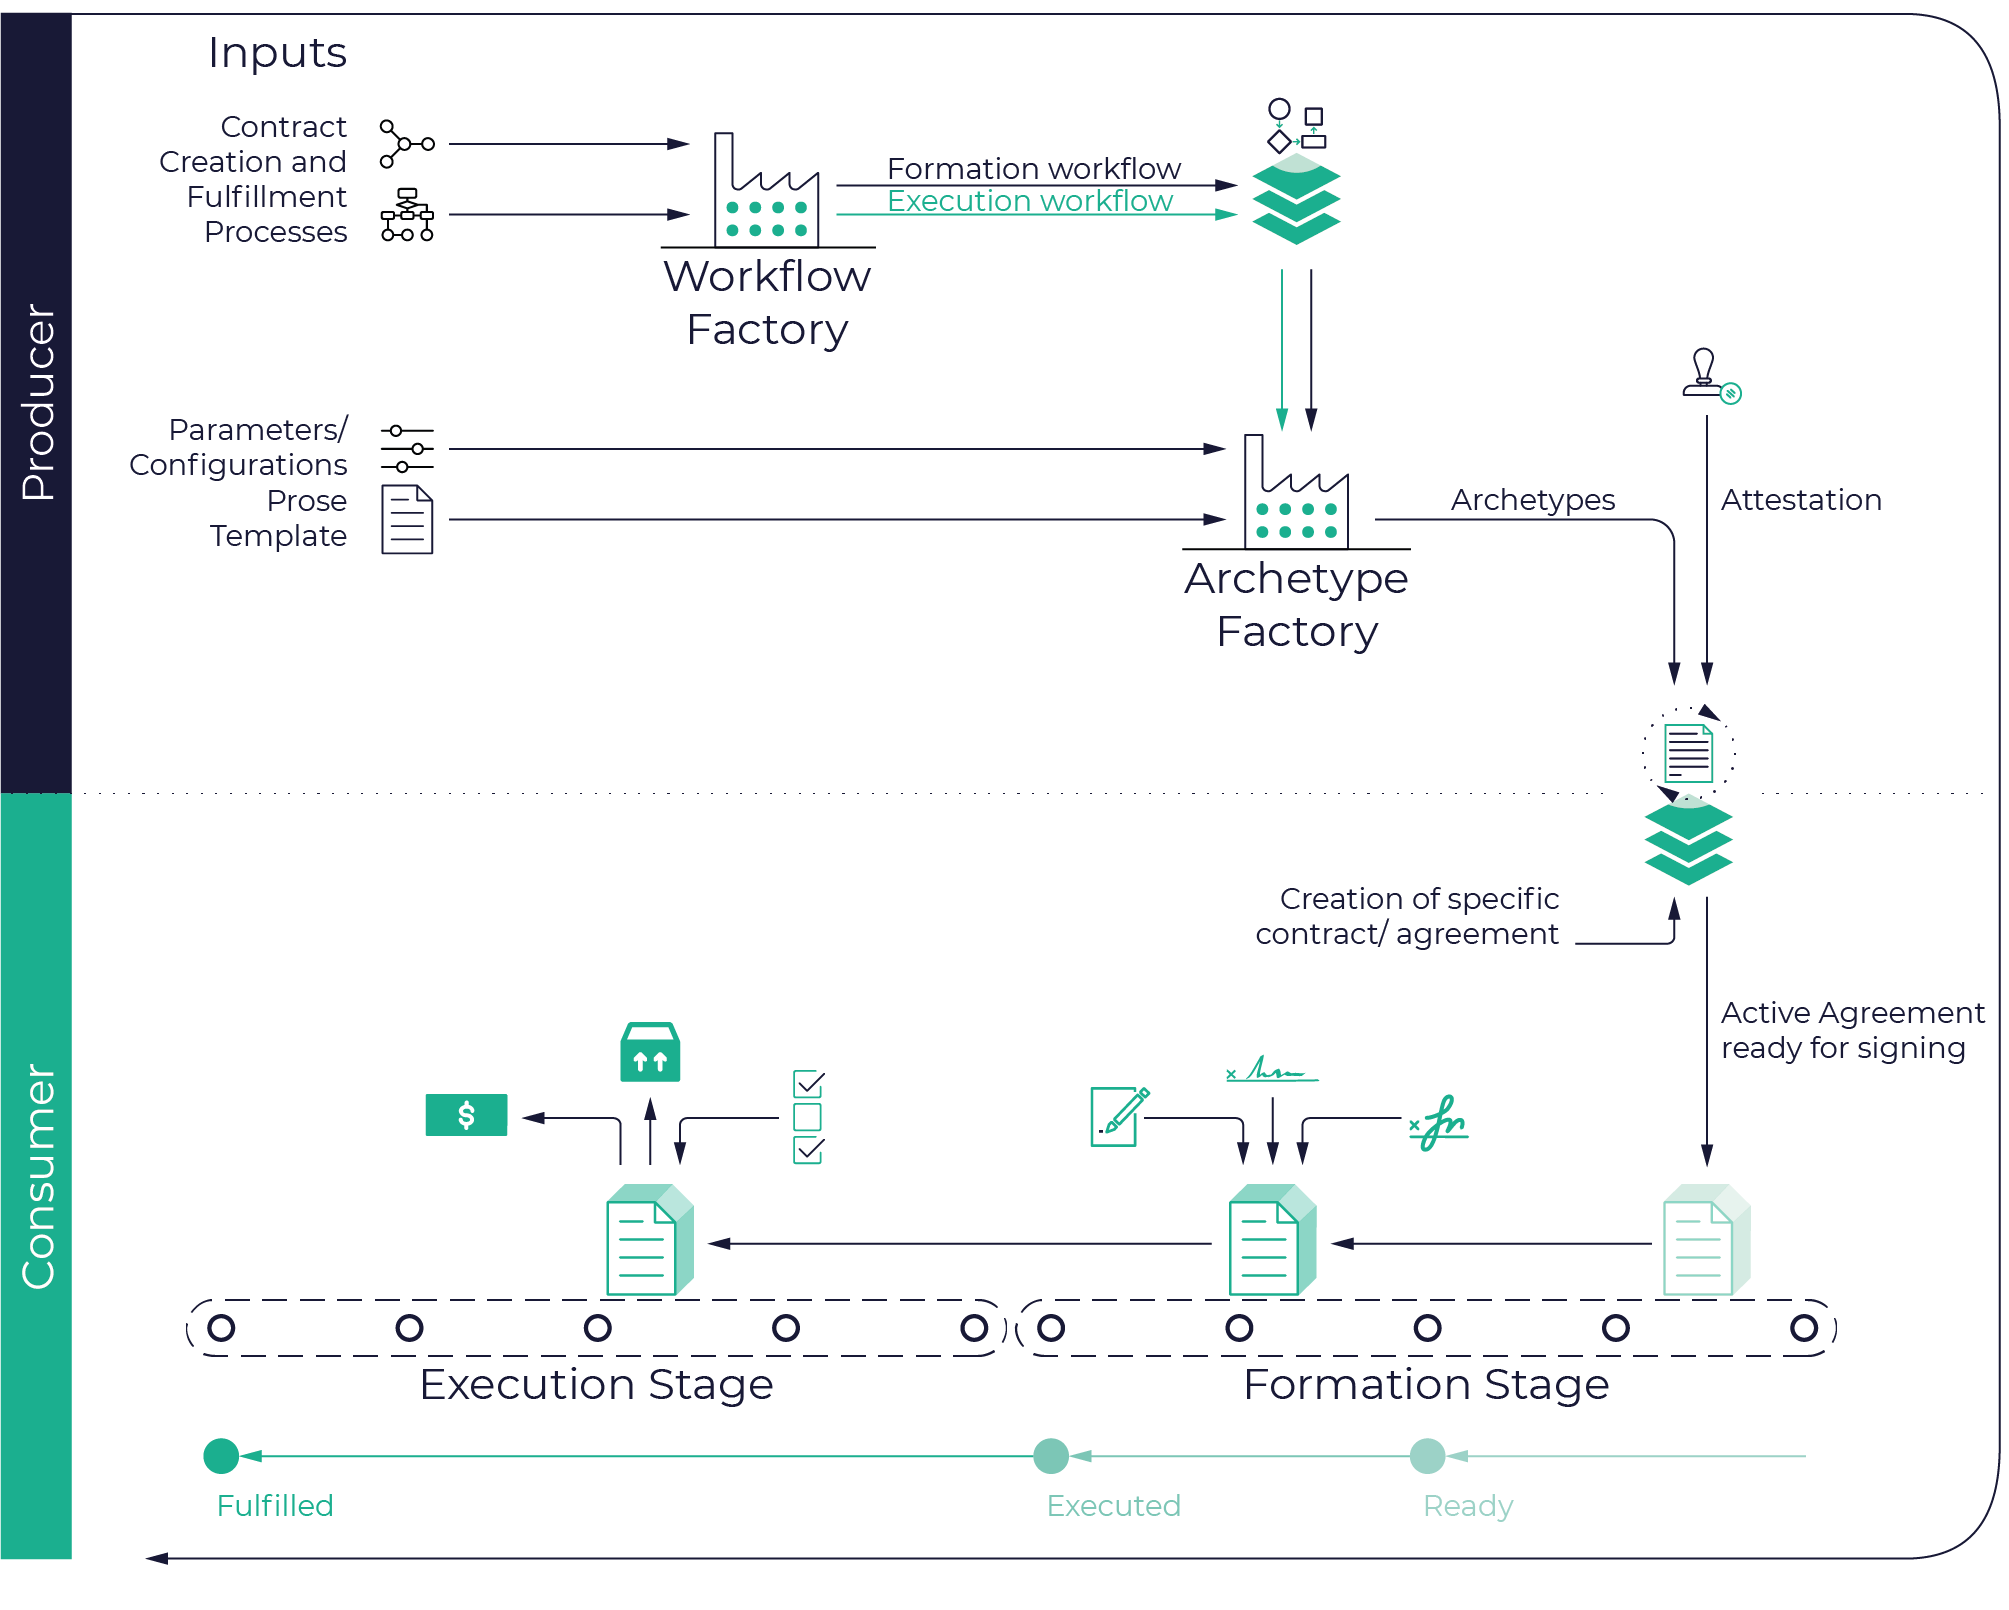 Producer
Inputs
Contract
Creation and
Fulfillment
Processes
Formation workflow
Execution workflow
Workflow
Factory
Parameters/
Configurations
Prose
Template
Archetype
Factory
Archetypes
Attestation
Consumer
Creation of specific
contract/ agreement
Active Agreement
ready for signing
$
Execution Stage
Formation Stage
Fulfilled
Executed
Ready